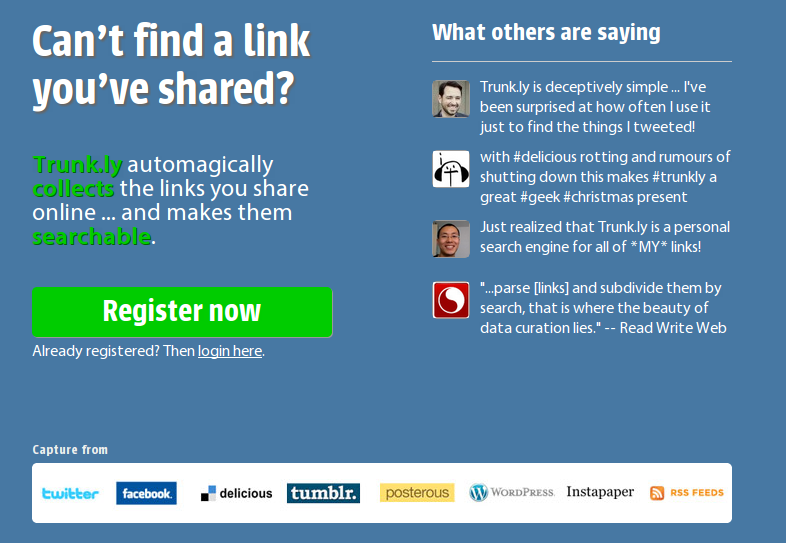 Can't find a link
you've shared?
Trunk.ly automagically
collects the links you share
online ... and makes them
searchable.
Register now
Already registered? Then login here.
What others are saying
Trunk.ly is deceptively simple ... I've
been surprised at how often I use it
just to find the things I tweeted!
with #delicious rotting and rumours of
shutting down this makes #trunkly a
great #geek #christmas present
Just realized that Trunk.ly is a personal
search engine for all of *MY* links!
"...parse [links] and subdivide them by
search, that is where the beauty of
data curation lies." -- Read Write Web
Capture from
twitter facebook. delicious tumblr. posterous WORDPRESS. Instapaper RSS FEEDS